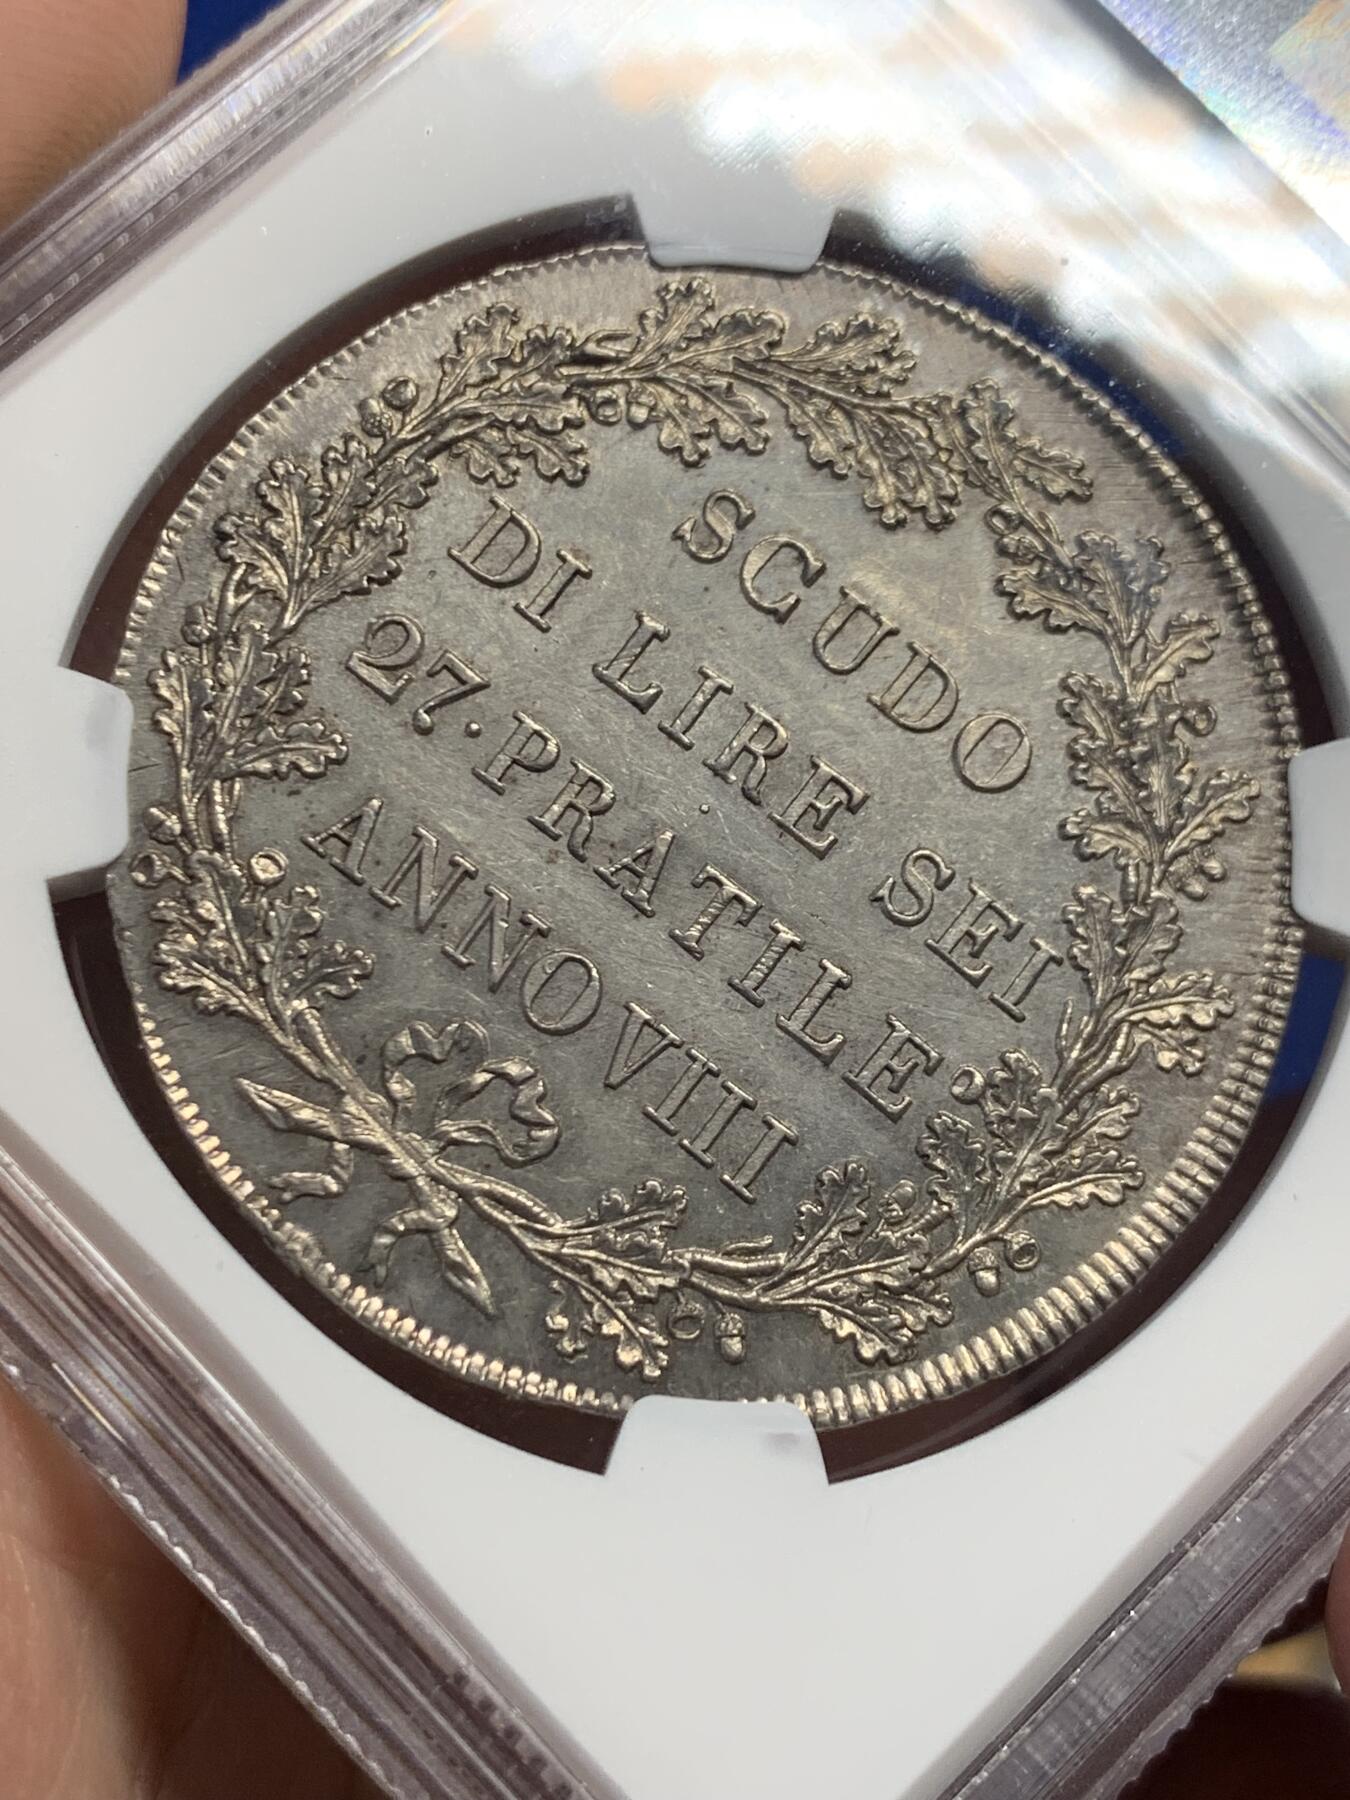 SCUDO
DI LIRE SEI
27·PRATILE
ANNO VIII